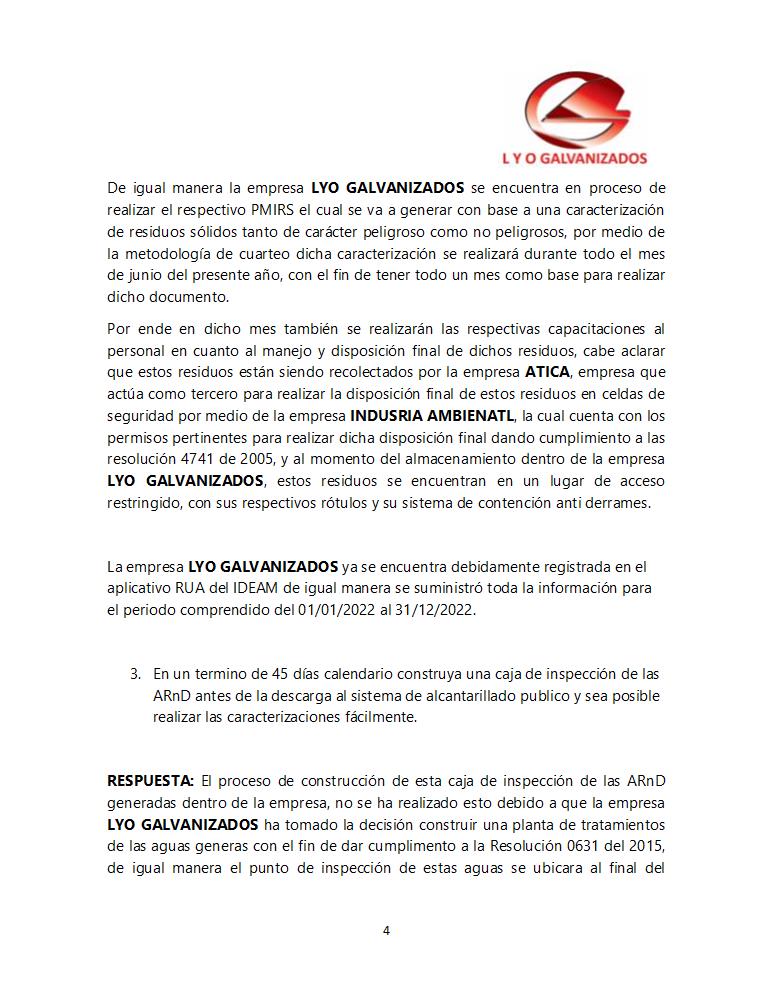 L Y O GALVANIZADOS
De igual manera la empresa LYO GALVANIZADOS se encuentra en proceso de
realizar el respectivo PMIRS el cual se va a generar con base a una caracterización
de residuos sólidos tanto de carácter peligroso como no peligrosos, por medio de
la metodología de cuarteo dicha caracterización se realizará durante todo el mes
de junio del presente año, con el fin de tener todo un mes como base para realizar
dicho documento.
Por ende en dicho mes también se realizarán las respectivas capacitaciones al
personal en cuanto al manejo y disposición final de dichos residuos, cabe aclarar
que estos residuos están siendo recolectados por la empresa ATICA, empresa que
actúa como tercero para realizar la disposición final de estos residuos en celdas de
seguridad por medio de la empresa INDUSRIA AMBIENATL, la cual cuenta con los
permisos pertinentes para realizar dicha disposición final dando cumplimiento a las
resolución 4741 de 2005, y al momento del almacenamiento dentro de la empresa
LYO GALVANIZADOS, estos residuos se encuentran en un lugar de acceso
restringido, con sus respectivos rótulos y su sistema de contención anti derrames.
La empresa LYO GALVANIZADOS ya se encuentra debidamente registrada en el
aplicativo RUA del IDEAM de igual manera se suministró toda la información para
el periodo comprendido del 01/01/2022 al 31/12/2022.
3. En un termino de 45 días calendario construya una caja de inspección de las
ARnD antes de la descarga al sistema de alcantarillado publico y sea posible
realizar las caracterizaciones fácilmente.
RESPUESTA: El proceso de construcción de esta caja de inspección de las ARnD
generadas dentro de la empresa, no se ha realizado esto debido a que la empresa
LYO GALVANIZADOS ha tomado la decisión construir una planta de tratamientos
de las aguas generas con el fin de dar cumplimento a la Resolución 0631 del 2015,
de igual manera el punto de inspección de estas aguas se ubicara al final del
4